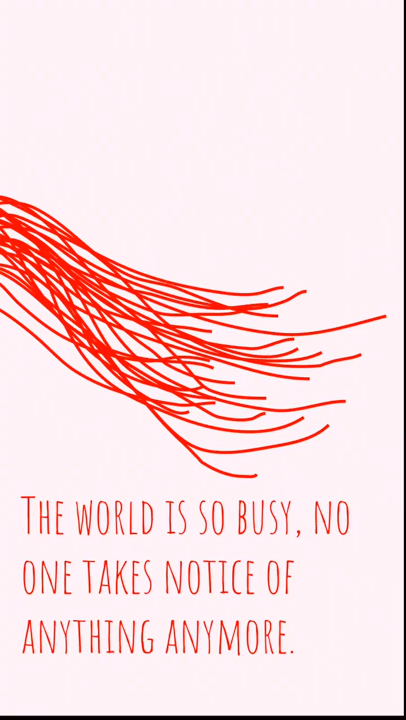 The world is so busy, no
one takes notice of
anything anymore.